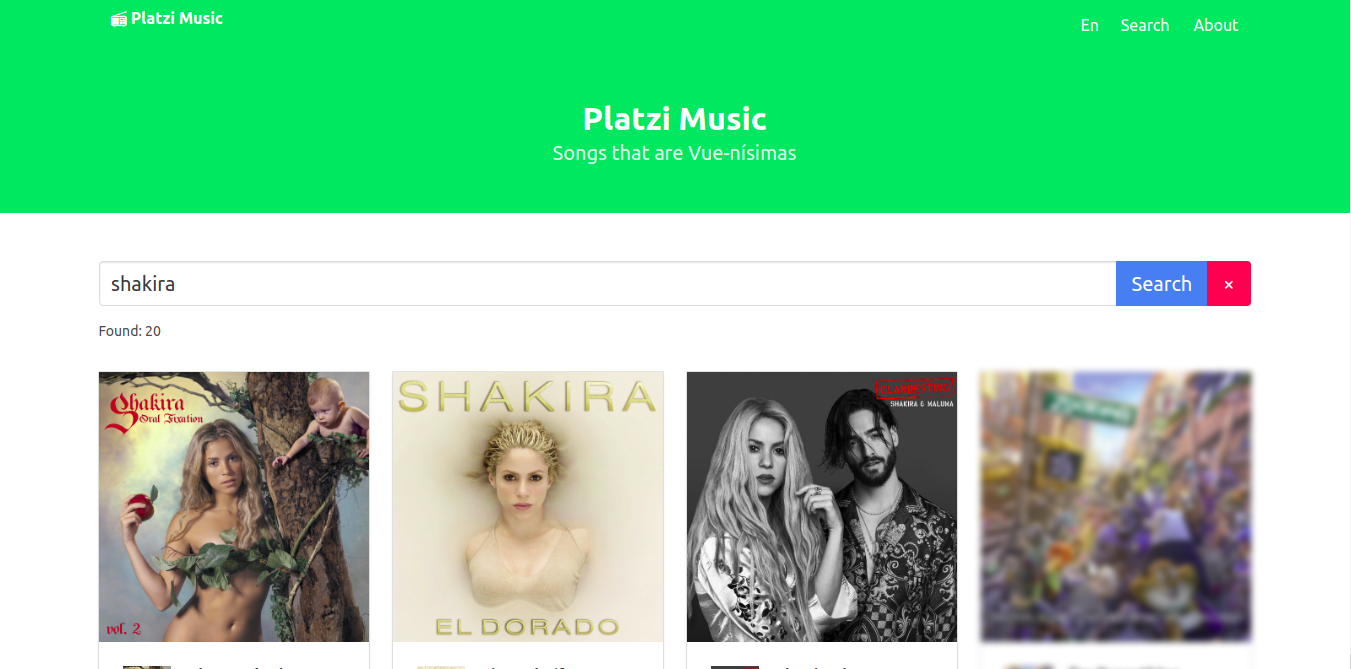 Platzi Music
En Search About
Platzi Music
Songs that are Vue-nísimas
shakira
Search ×
Found: 20
Shakira
Oral Fixation
vol. 2
SHAKIRA
EL DORADO
CLANDESTINO
SHAKIRA & MALUMA